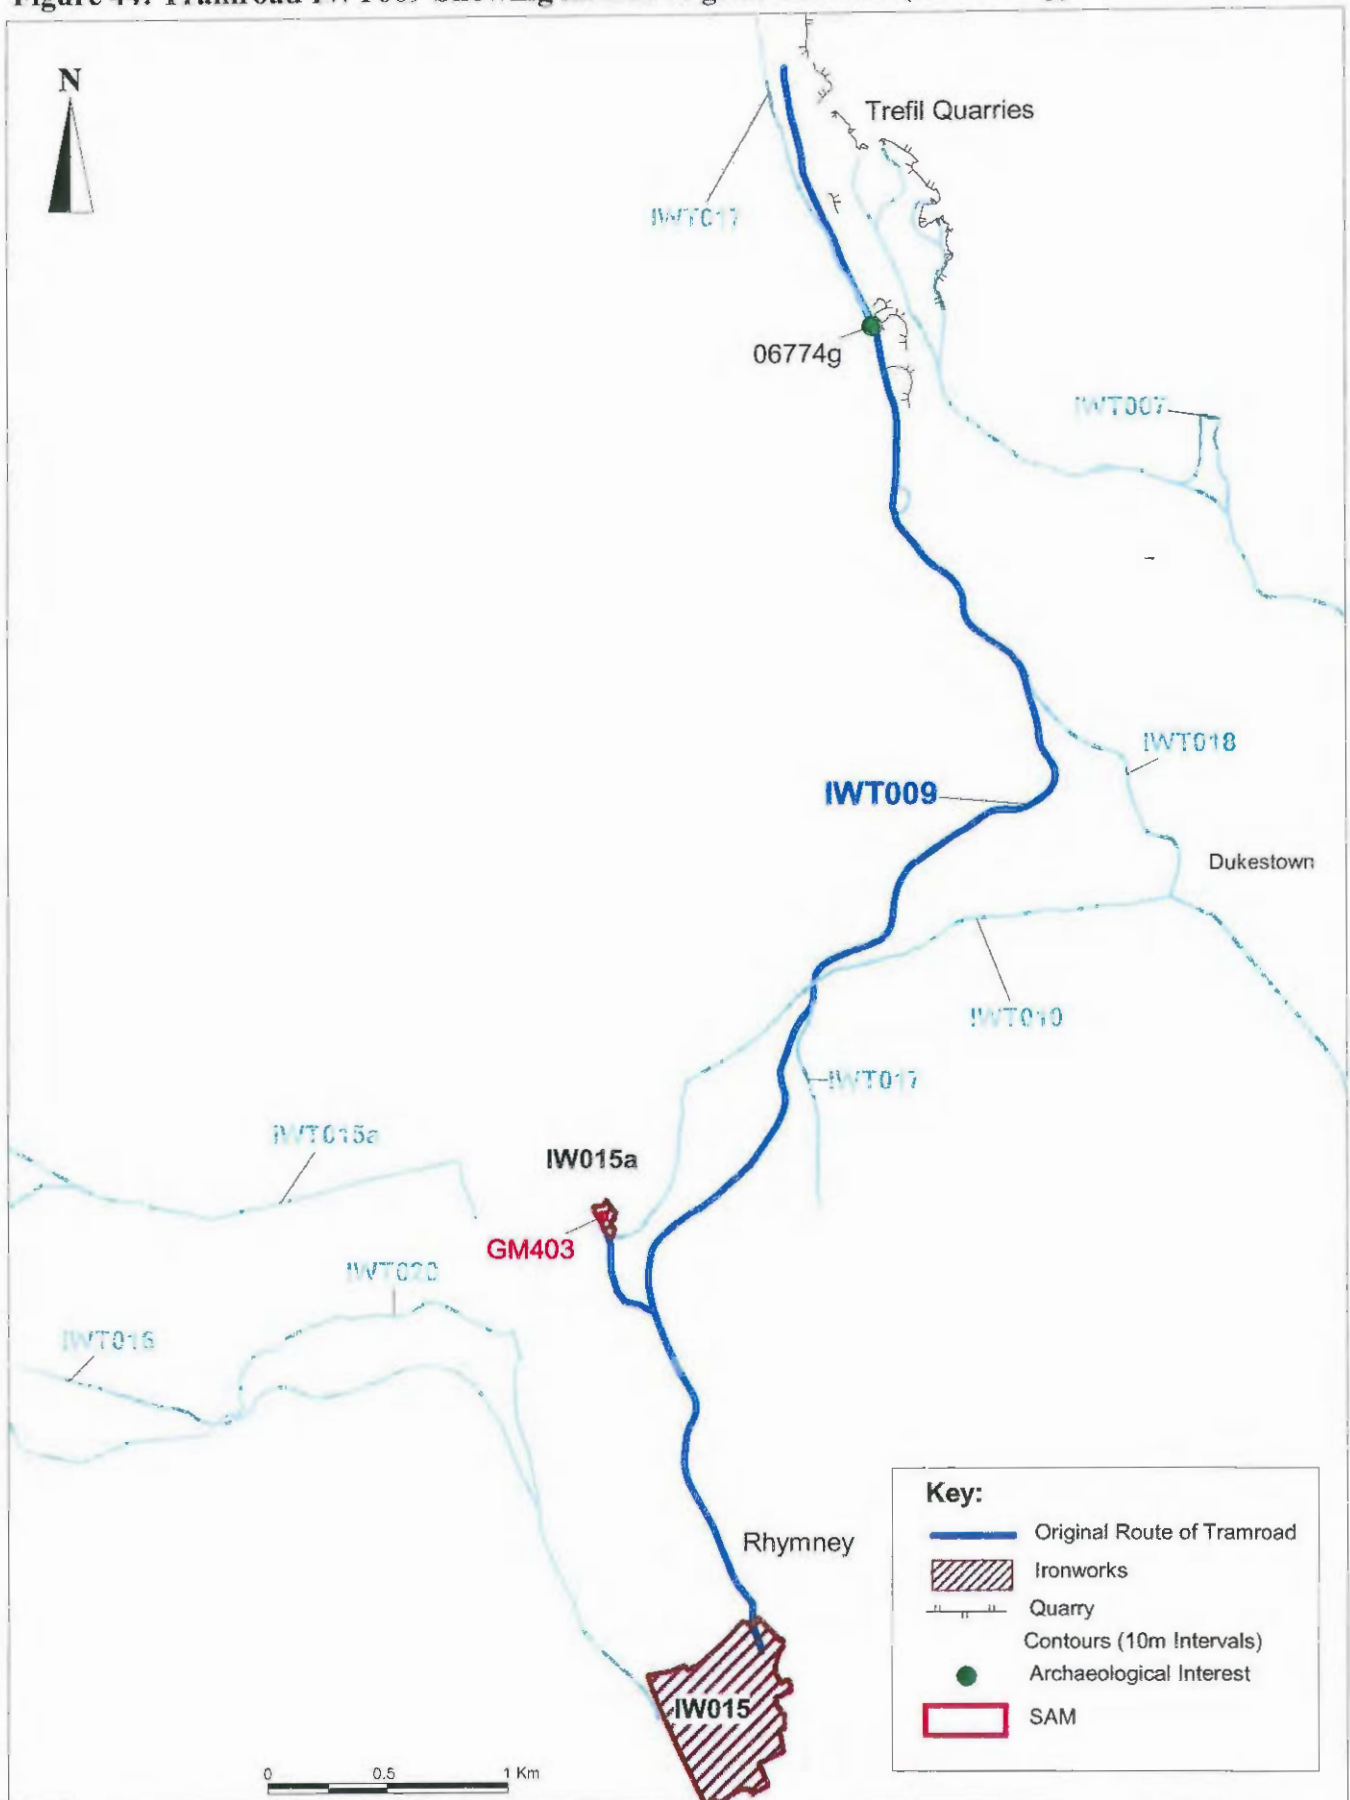 N
Trefil Quarries
IWT017
06774g
IWT007
IWT018
IWT009
Dukestown
IWT010
IWT017
IWT015a
IW015a
GM403
IWT020
IWT016
Rhymney
IW015
Key:
Original Route of Tramroad
Ironworks
Quarry
Contours (10m Intervals)
Archaeological Interest
SAM
0 0.5 1 Km